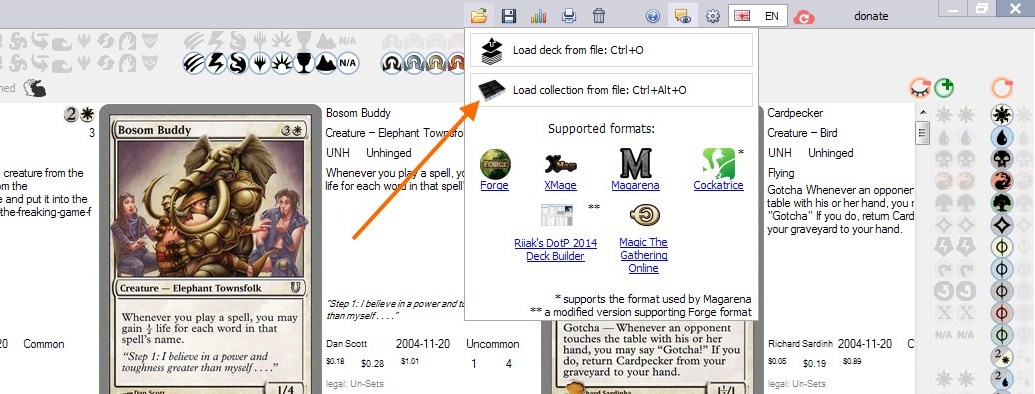 EN
donate
Load deck from file: Ctrl+O
Load collection from file: Ctrl+Alt+O
Supported formats:
Forge
XMage
Magarena
Cockatrice
*
Riiak's DotP 2014
Deck Builder
**
Magic The
Gathering
Online
* supports the format used by Magarena
** a modified version supporting Forge format
N/A
N/A
ned
2
3
creature from the
om the
e and put it into the
the-freaking-game-f
20 Common
Bosom Buddy
3
Creature — Elephant Townsfolk
Whenever you play a spell, you may
gain ½ life for each word in that
spell's name.
"Step 1: I believe in a power and
toughness greater than myself . . . ."
1/4
Bosom Buddy
Creature – Elephant Townsfo
UNH Unhinged
Whenever you play a spell, yo
life for each word in that spell'
"Step 1: I believe in a power and to
than myself . . . ."
Dan Scott 2004-11-20 Uncommon
$0.18 $0.28 $1.01 1 4
legal: Un-Sets
Gotcha — Whenever an opponent
touches the table with his or
her hand, you may say "Gotcha!" If you
do, return Cardpecker from your
graveyard to your hand.
1½/1
Cardpecker
Creature – Bird
UNH Unhinged
Flying
Gotcha Whenever an opponen
table with his or her hand, you r
"Gotcha" If you do, return Card
your graveyard to your hand.
Richard Sardinh 2004-11-20 Com
$0.05 $0.19 $0.89
legal: Un-Sets
N/A N/A
2
2